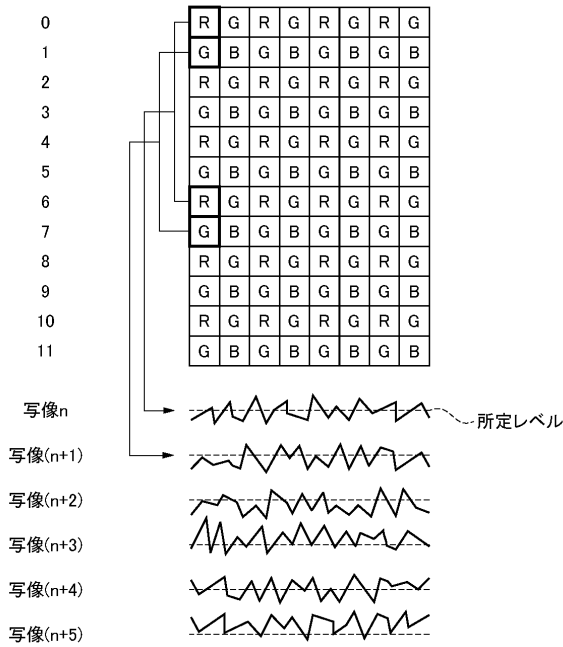 0 R G R G R G R G
1 G B G B G B G B
2 R G R G R G R G
3 G B G B G B G B
4 R G R G R G R G
5 G B G B G B G B
6 R G R G R G R G
7 G B G B G B G B
8 R G R G R G R G
9 G B G B G B G B
10 R G R G R G R G
11 G B G B G B G B
写像n
所定レベル
写像(n+1)
写像(n+2)
写像(n+3)
写像(n+4)
写像(n+5)